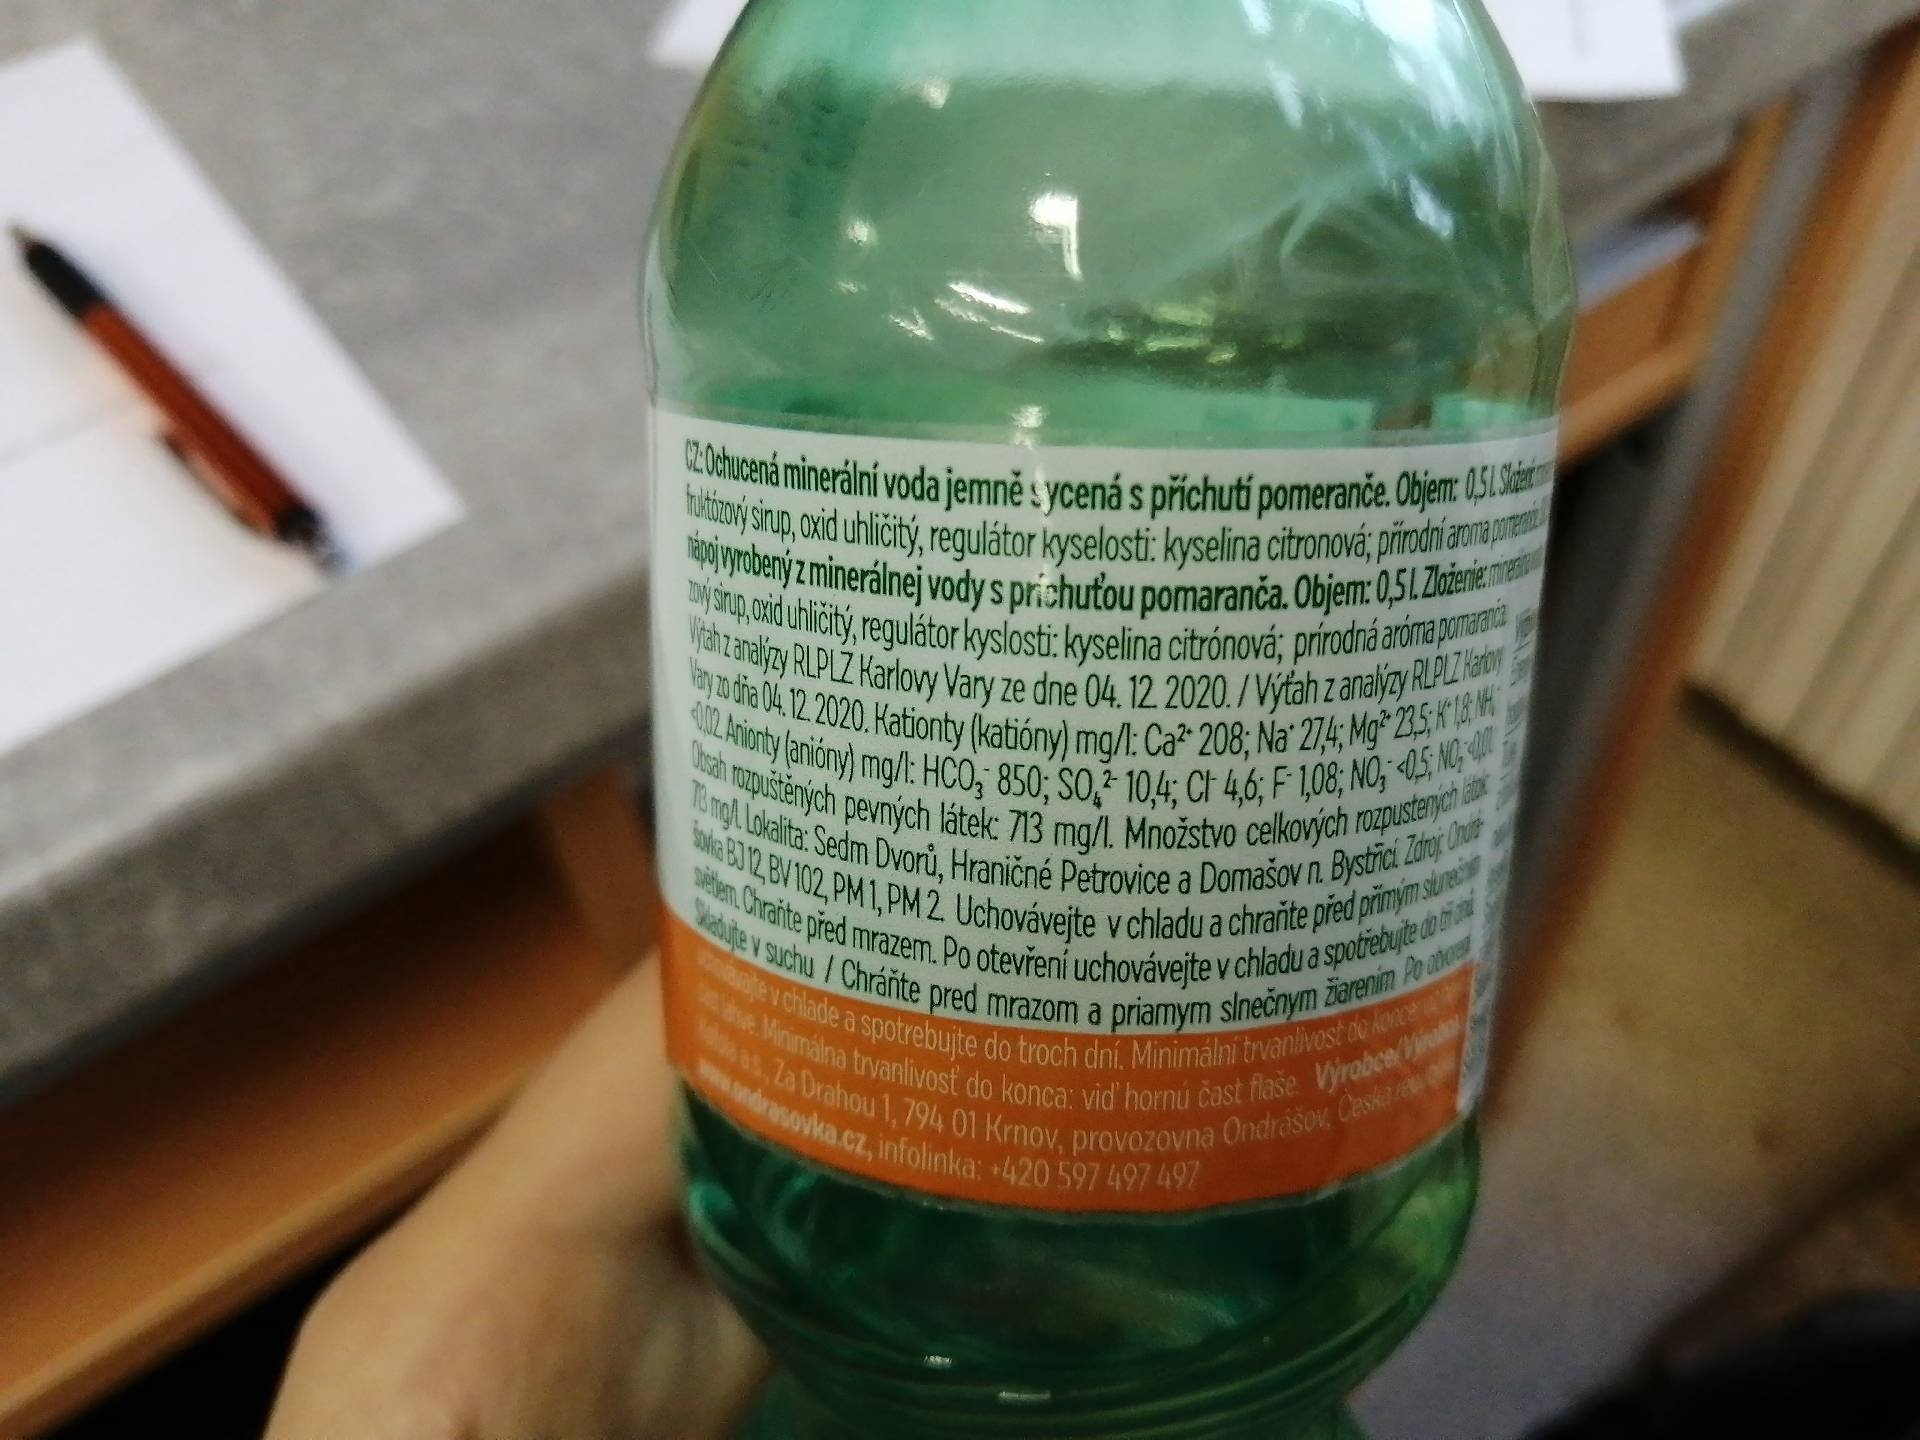 CZ: Ochucená minerální voda jemně sycená s příchutí pomeranče. Objem: 0,5 l. Složení:
fruktózový sirup, oxid uhličitý, regulátor kyselosti: kyselina citronová; přírodní aroma pomeranče.
nápoj vyrobený z minerálnej vody s príchuťou pomaranča. Objem: 0,5 l. Zloženie: minerálna
zový sirup, oxid uhličitý, regulátor kyslosti: kyselina citrónová; prírodná aróma pomaranča.
Výtah z analýzy RLPLZ Karlovy Vary ze dne 04. 12. 2020. / Výťah z analýzy RLPLZ Karlovy
Vary zo dňa 04. 12. 2020. Kationty (katióny) mg/l: Ca²⁺ 208; Na⁺ 27,4; Mg²⁺ 23,5; K⁺ 1,8; NH₄⁺
<0,02. Anionty (anióny) mg/l: HCO₃⁻ 850; SO₄²⁻ 10,4; Cl⁻ 4,6; F⁻ 1,08; NO₃⁻ <0,5; NO₂⁻ <0,01.
Obsah rozpuštěných pevných látek: 713 mg/l. Množstvo celkových rozpustených látok:
713 mg/l. Lokalita: Sedm Dvorů, Hraničné Petrovice a Domašov n. Bystřicí. Zdroj: Ondra-
šovka BJ 12, BV 102, PM 1, PM 2. Uchovávejte v chladu a chraňte před přímým slunečním
světlem. Chraňte před mrazem. Po otevření uchovávejte v chladu a spotřebujte do tří dnů.
Skladujte v suchu / Chráňte pred mrazom a priamym slnečným žiarením. Po otvorení
uchovávajte v chlade a spotrebujte do troch dní. Minimální trvanlivost do konce: viz
část lahve. Minimálna trvanlivosť do konca: viď hornú časť fľaše. Výrobce/Výrobca:
Kofola a.s., Za Drahou 1, 794 01 Krnov, provozovna Ondrášov, Česká republika.
www.ondrasovka.cz, infolinka: +420 597 497 497